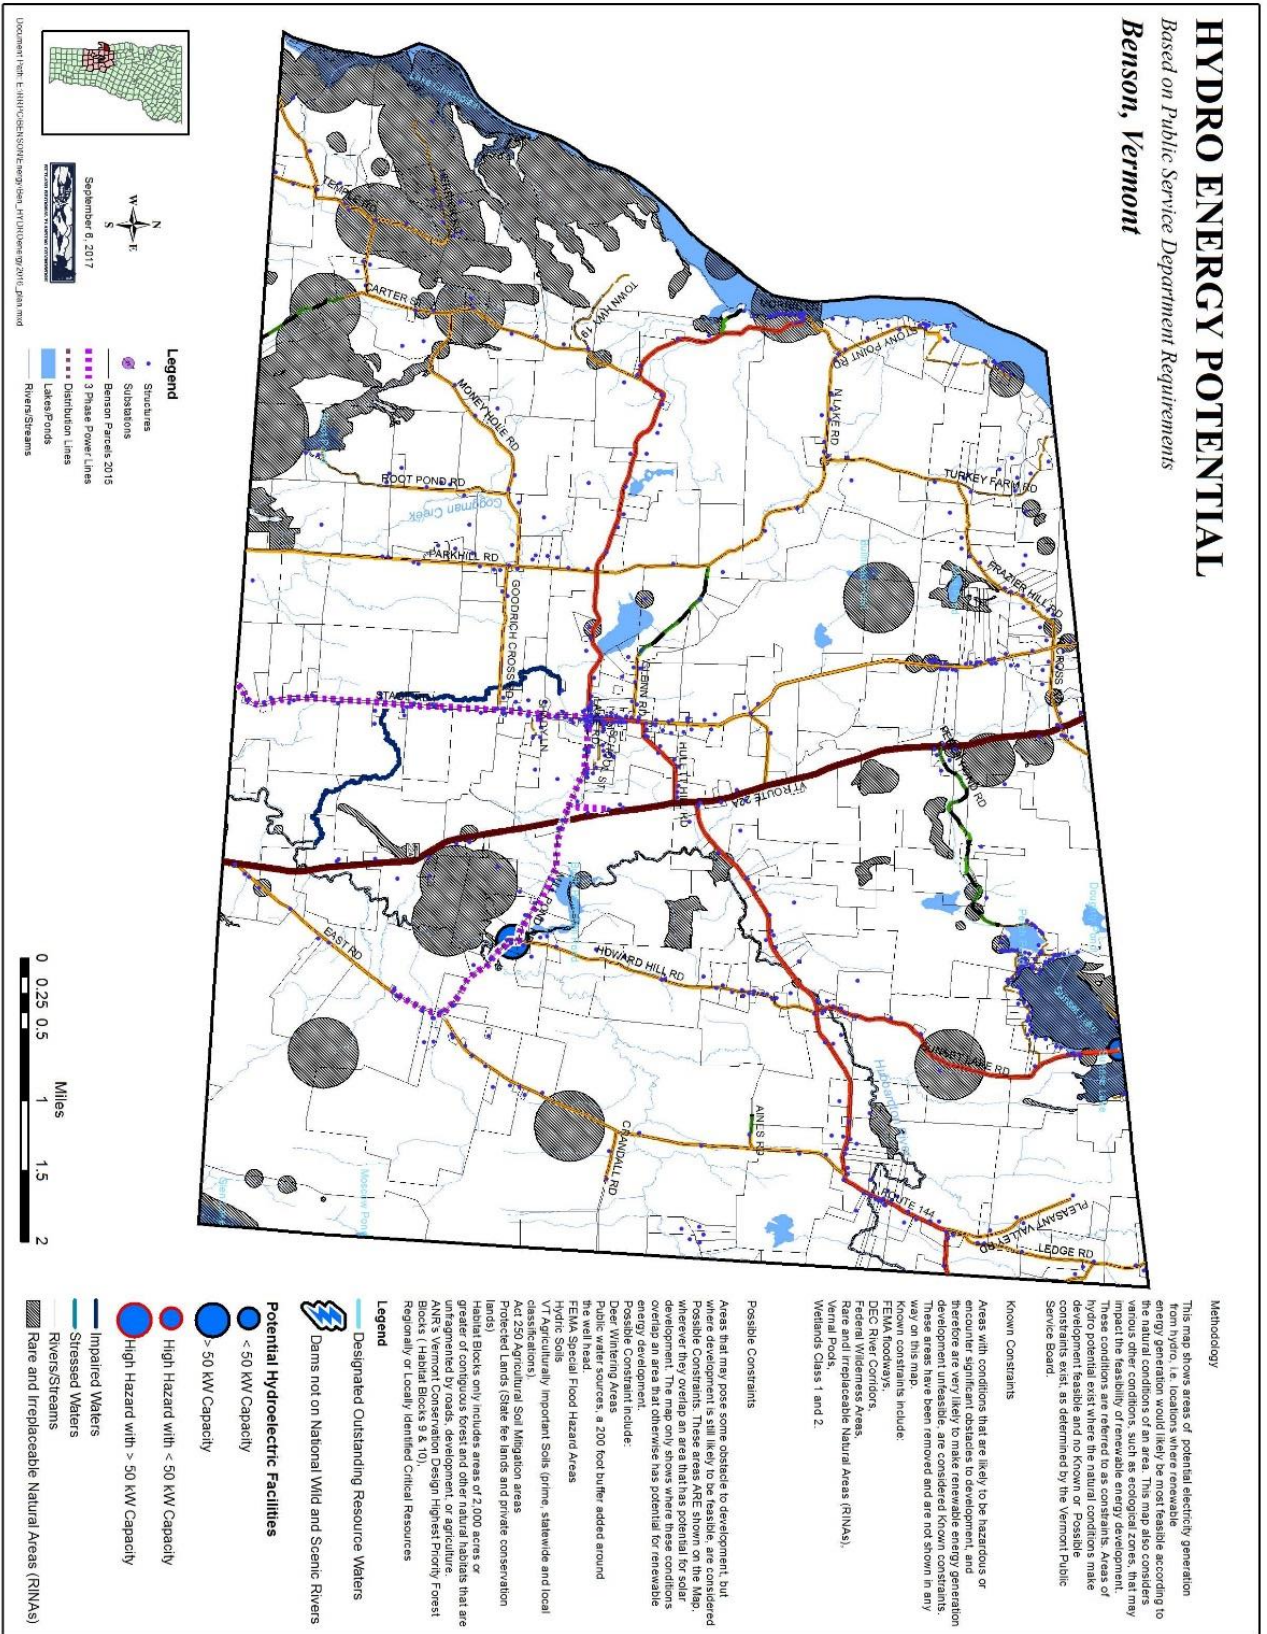 HYDRO ENERGY POTENTIAL
Based on Public Service Department Requirements
Benson, Vermont
Methodology
This map shows areas of potential electricity generation
from hydro, i.e. locations where renewable
energy generation would likely be most feasible according to
the natural conditions of an area. This map also considers
various other conditions, such as ecological zones, that may
impact the feasibility of renewable energy development.
These conditions are referred to as constraints. Areas of
hydro potential exist where the natural conditions make
development feasible and no Known or Possible
constraints exist, as determined by the Vermont Public
Service Board.
Known Constraints
Areas with conditions that are likely to be hazardous or
encounter significant obstacles to development, and
therefore are very likely to make renewable energy generation
development unfeasible, are considered Known constraints.
These areas have been removed and are not shown in any
way on this map.
Known constraints include:
FEMA floodways,
DEC River Corridors,
Federal Wilderness Areas,
Rare and Irreplaceable Natural Areas (RINAs),
Vernal Pools,
Wetlands Class 1 and 2.
Possible Constraints
Areas that may pose some obstacle to development, but
where development is still likely to be feasible, are considered
Possible Constraints. These areas ARE shown on the Map,
wherever they overlap an area that has potential for solar
development. The map only shows where these conditions
overlap an area that otherwise has potential for renewable
energy development.
Possible Constraint include:
Deer Wintering Areas
Public water sources, a 200 foot buffer added around
the well head.
FEMA Special Flood Hazard Areas
Hydric Soils
VT Agriculturally Important Soils (prime, statewide and local
classifications).
Act 250 Agricultural Soil Mitigation areas
Protected Lands (State fee lands and private conservation
lands)
Habitat Blocks only includes areas of 2,000 acres or
greater of contiguous forest and other natural habitats that are
unfragmented by roads, development, or agriculture.
ANR's Vermont Conservation Design Highest Priority Forest
Blocks ( Habitat Blocks 9 & 10),
Regionally or Locally Identified Critical Resources
Legend
Designated Outstanding Resource Waters
Dams not on National Wild and Scenic Rivers
Potential Hydroelectric Facilities
< 50 kW Capacity
> 50 kW Capacity
High Hazard with < 50 kW Capacity
High Hazard with > 50 kW Capacity
Impaired Waters
Stressed Waters
Rivers/Streams
Rare and Irreplaceable Natural Areas (RINAs)
STONY POINT RD
N LAKE RD
TURKEY FARM RD
FRAZIER HILL RD
CROSS RD
TOWN HWY 19
TEMPLE RD
CARTER ST
MONEY HOLE RD
ROOT POND RD
Coggman Creek
PARKHILL RD
GOODRICH CROSS RD
GLENN RD
STAGE RD
HULETT HILL RD
VT ROUTE 22A
HOWARD HILL RD
SUNSET LAKE RD
Sunset Lake
Hubbardton River
EAST RD
AINLS RD
CRANDALL RD
ROUTE 144
PLEASANT VALLEY RD
LEDGE RD
Moscow Pond
Legend
Structures
Substations
Benson Parcels 2015
3 Phase Power Lines
Distribution Lines
Lakes/Ponds
Rivers/Streams
N
W
E
S
September 6, 2017
0 0.25 0.5 1 1.5 2
Miles